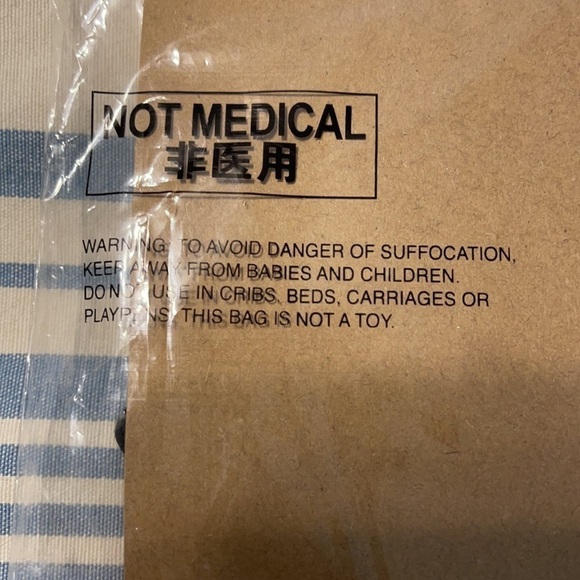 NOT MEDICAL
非医用
WARNING: TO AVOID DANGER OF SUFFOCATION,
KEEP AWAY FROM BABIES AND CHILDREN.
DO NOT USE IN CRIBS. BEDS, CARRIAGES OR
PLAYPENS, THIS BAG IS NOT A TOY.